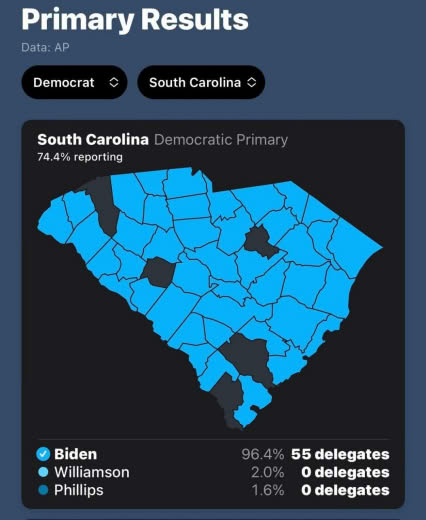 Primary Results
Data: AP
Democrat South Carolina
South Carolina Democratic Primary
74.4% reporting
Biden 96.4% 55 delegates
Williamson 2.0% 0 delegates
Phillips 1.6% 0 delegates